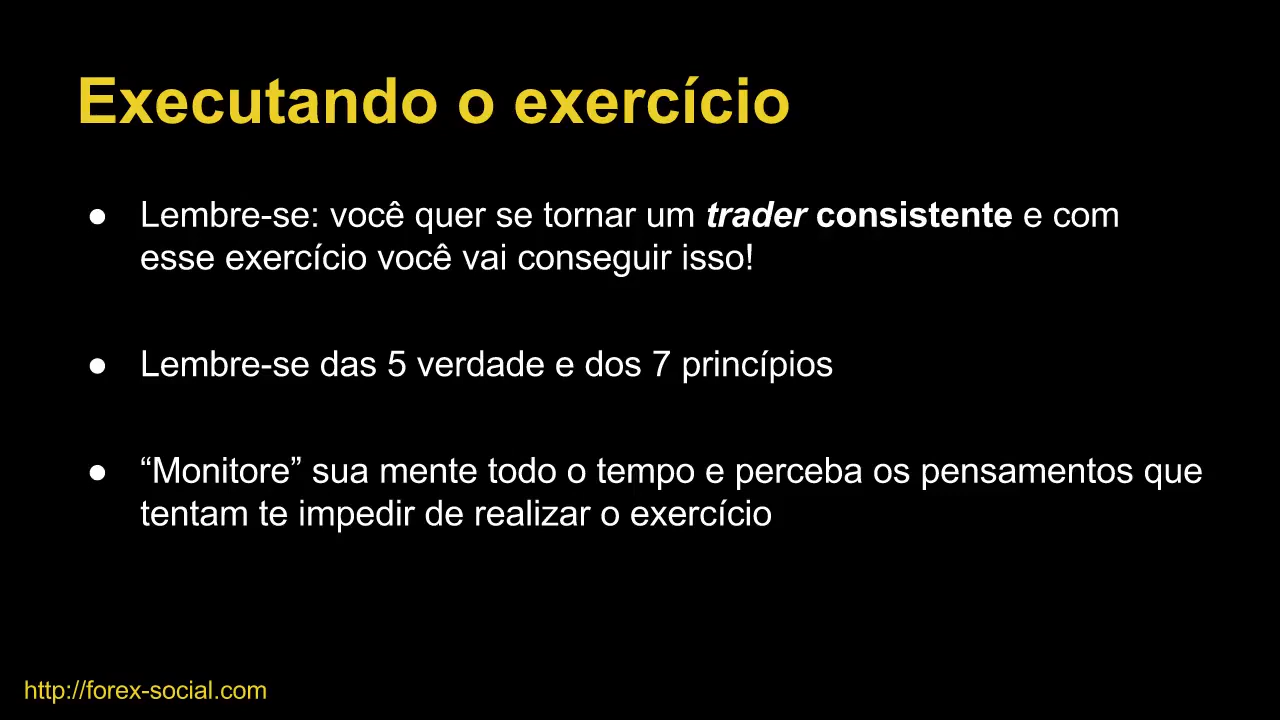 Executando o exercício
● Lembre-se: você quer se tornar um trader consistente e com
esse exercício você vai conseguir isso!
● Lembre-se das 5 verdade e dos 7 princípios
● “Monitore” sua mente todo o tempo e perceba os pensamentos que
tentam te impedir de realizar o exercício
http://forex-social.com